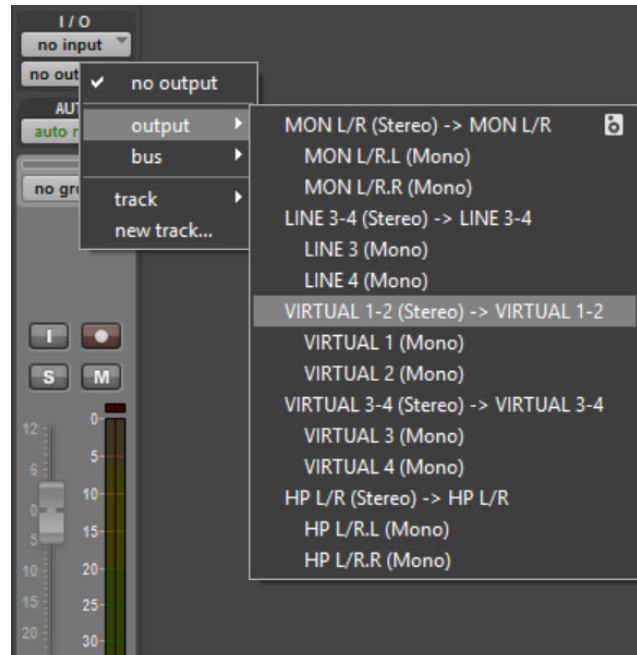 I / O
no input
no out
no output
AU
auto r
output
bus
no gr
track
new track...
MON L/R (Stereo) -> MON L/R
MON L/R.L (Mono)
MON L/R.R (Mono)
LINE 3-4 (Stereo) -> LINE 3-4
LINE 3 (Mono)
LINE 4 (Mono)
VIRTUAL 1-2 (Stereo) -> VIRTUAL 1-2
VIRTUAL 1 (Mono)
VIRTUAL 2 (Mono)
VIRTUAL 3-4 (Stereo) -> VIRTUAL 3-4
VIRTUAL 3 (Mono)
VIRTUAL 4 (Mono)
HP L/R (Stereo) -> HP L/R
HP L/R.L (Mono)
HP L/R.R (Mono)
I
S M
12
6
0
5
10
15
20
0
5
10
15
20
25
30